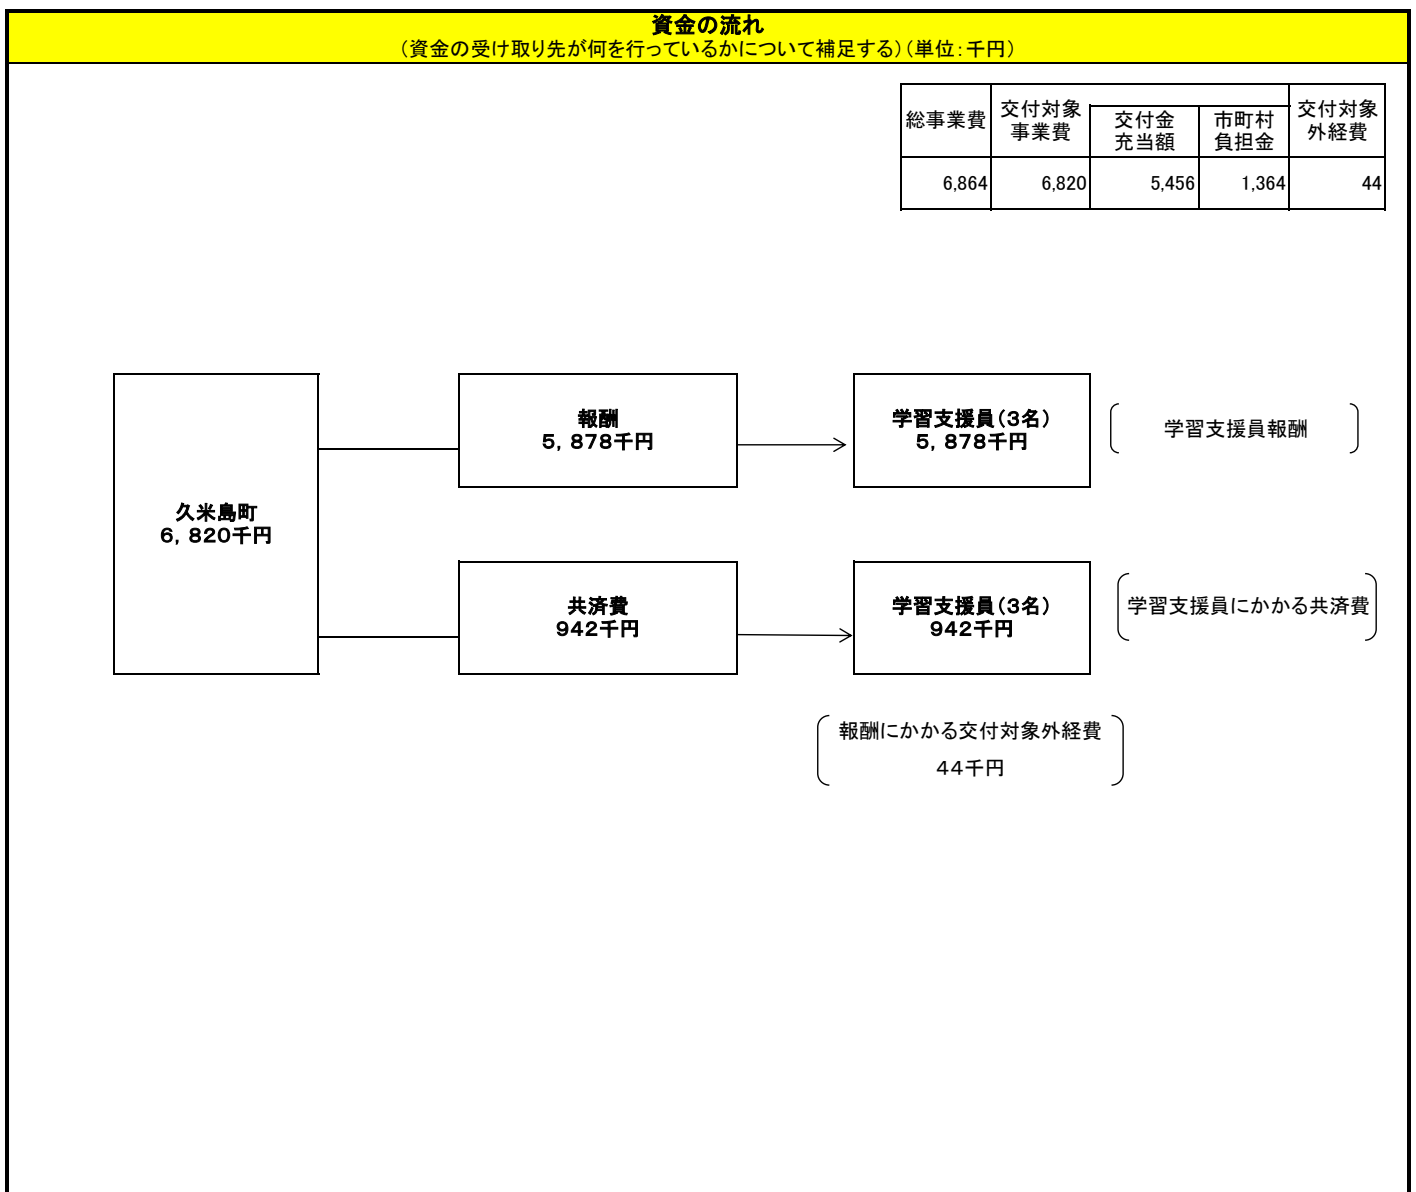 資金の流れ
（資金の受け取り先が何を行っているかについて補足する）（単位：千円）
総事業費
交付対象
事業費
交付金
充当額
市町村
負担金
交付対象
外経費
6,864
6,820
5,456
1,364
44
久米島町
６，８２０千円
報酬
５，８７８千円
学習支援員（３名）
５，８７８千円
学習支援員報酬
共済費
９４２千円
学習支援員（３名）
９４２千円
学習支援員にかかる共済費
報酬にかかる交付対象外経費
４４千円